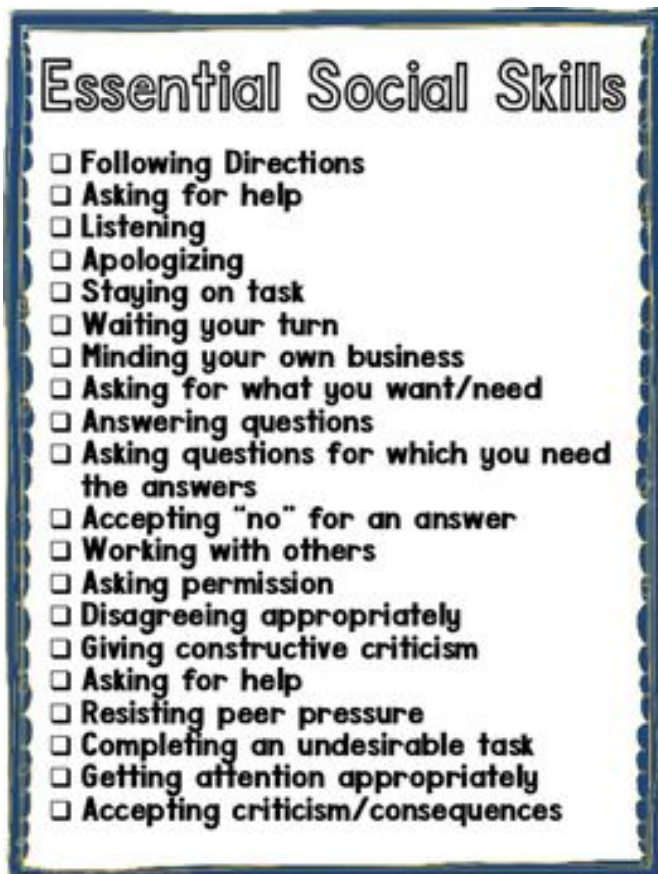 Essential Social Skills
❑ Following Directions
❑ Asking for help
❑ Listening
❑ Apologizing
❑ Staying on task
❑ Waiting your turn
❑ Minding your own business
❑ Asking for what you want/need
❑ Answering questions
❑ Asking questions for which you need
the answers
❑ Accepting "no" for an answer
❑ Working with others
❑ Asking permission
❑ Disagreeing appropriately
❑ Giving constructive criticism
❑ Asking for help
❑ Resisting peer pressure
❑ Completing an undesirable task
❑ Getting attention appropriately
❑ Accepting criticism/consequences